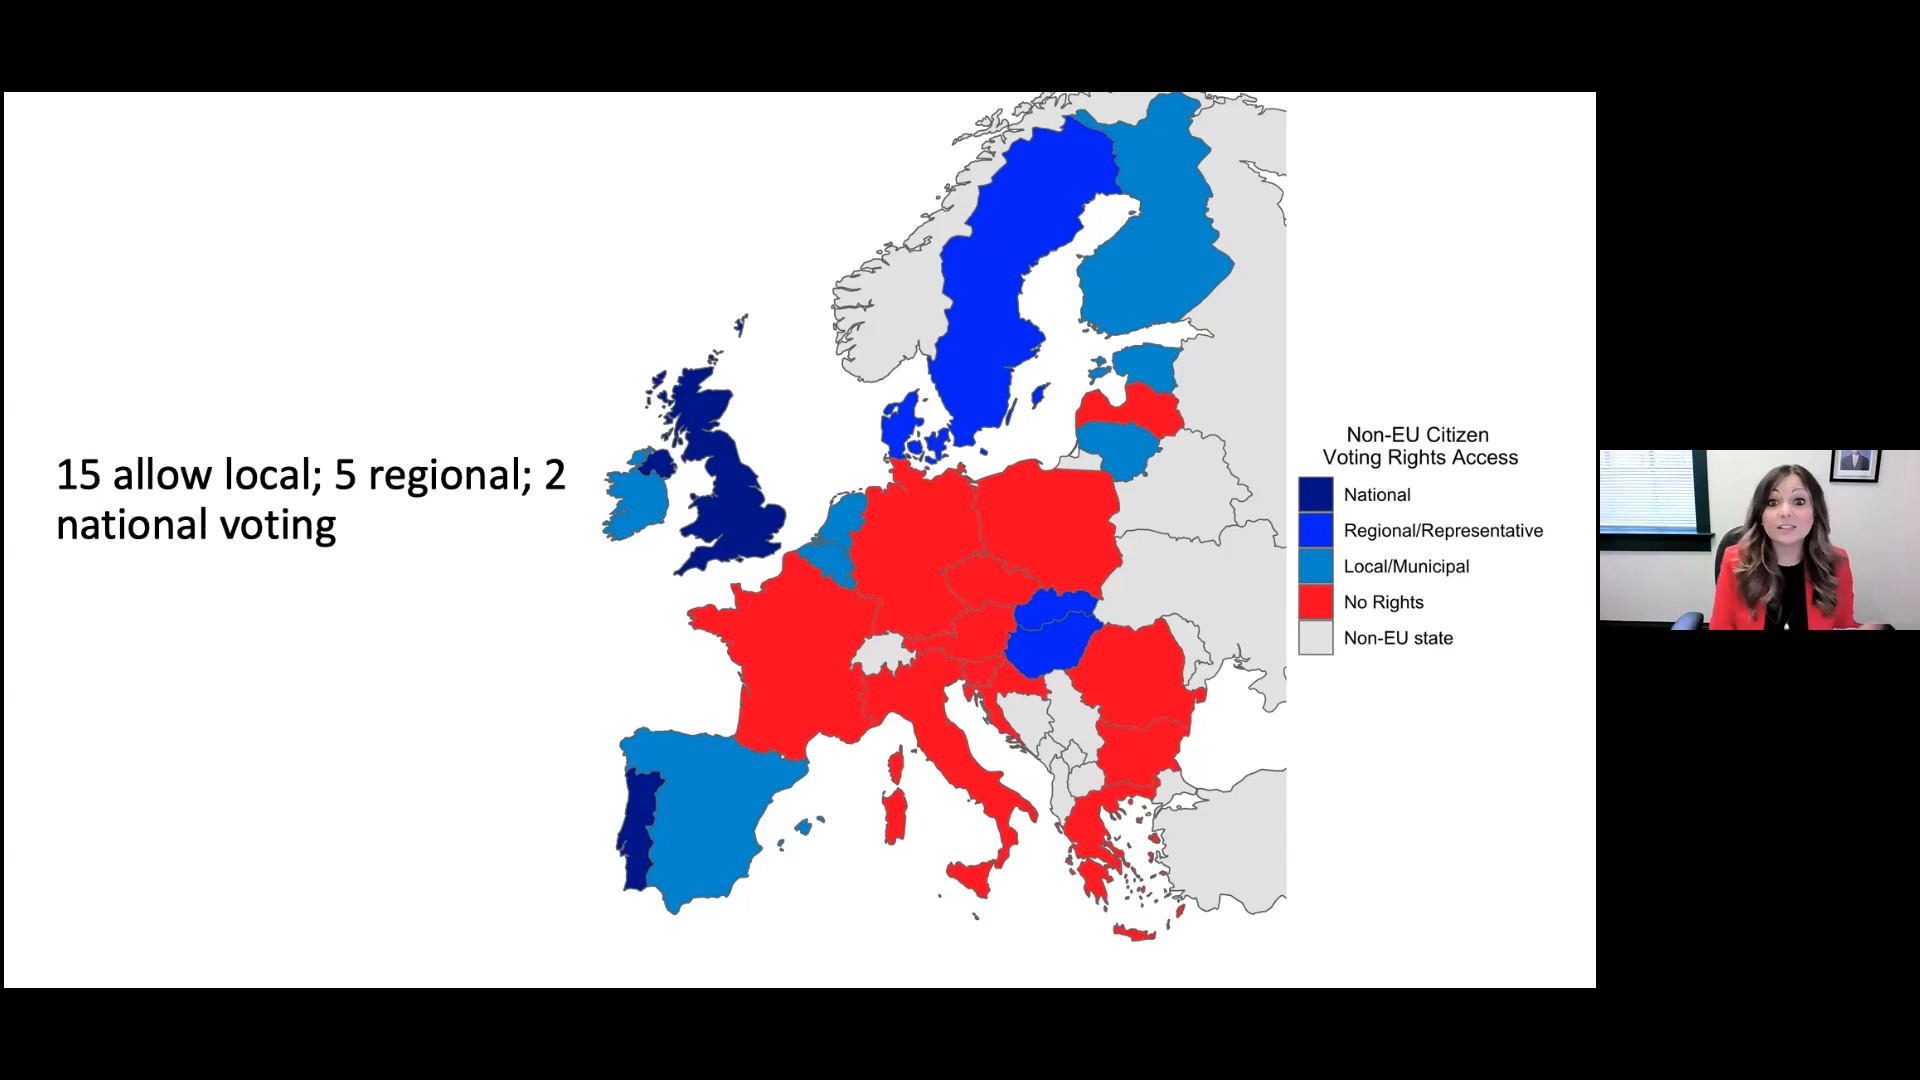 15 allow local; 5 regional; 2
national voting
Non-EU Citizen
Voting Rights Access
National
Regional/Representative
Local/Municipal
No Rights
Non-EU state